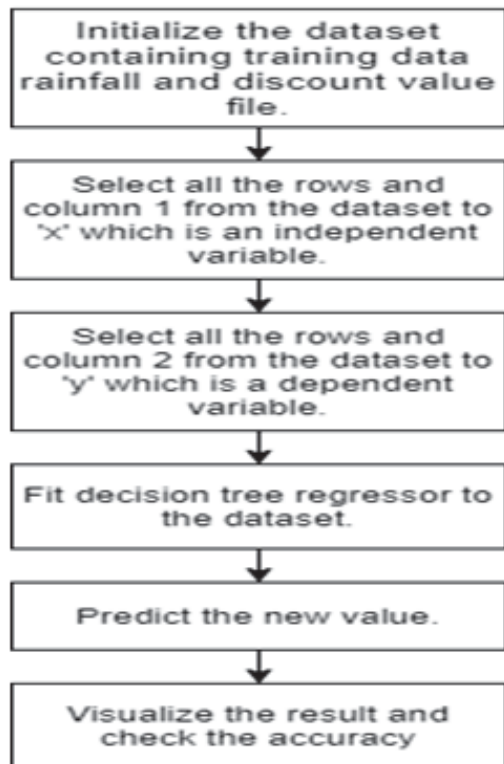 Initialize the dataset
containing training data
rainfall and discount value
file.
Select all the rows and
column 1 from the dataset to
'x' which is an independent
variable.
Select all the rows and
column 2 from the dataset to
'y' which is a dependent
variable.
Fit decision tree regressor to
the dataset.
Predict the new value.
Visualize the result and
check the accuracy